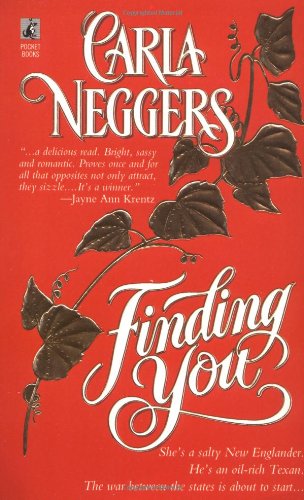 POCKET
BOOKS
CARLA
NEGGERS
“...a delicious read. Bright, sassy
and romantic. Proves once and for
all that opposites not only attract,
they sizzle....It's a winner.”
—Jayne Ann Krentz
Finding
You
She's a salty New Englander.
He's an oil-rich Texan.
The war between the states is about to start...